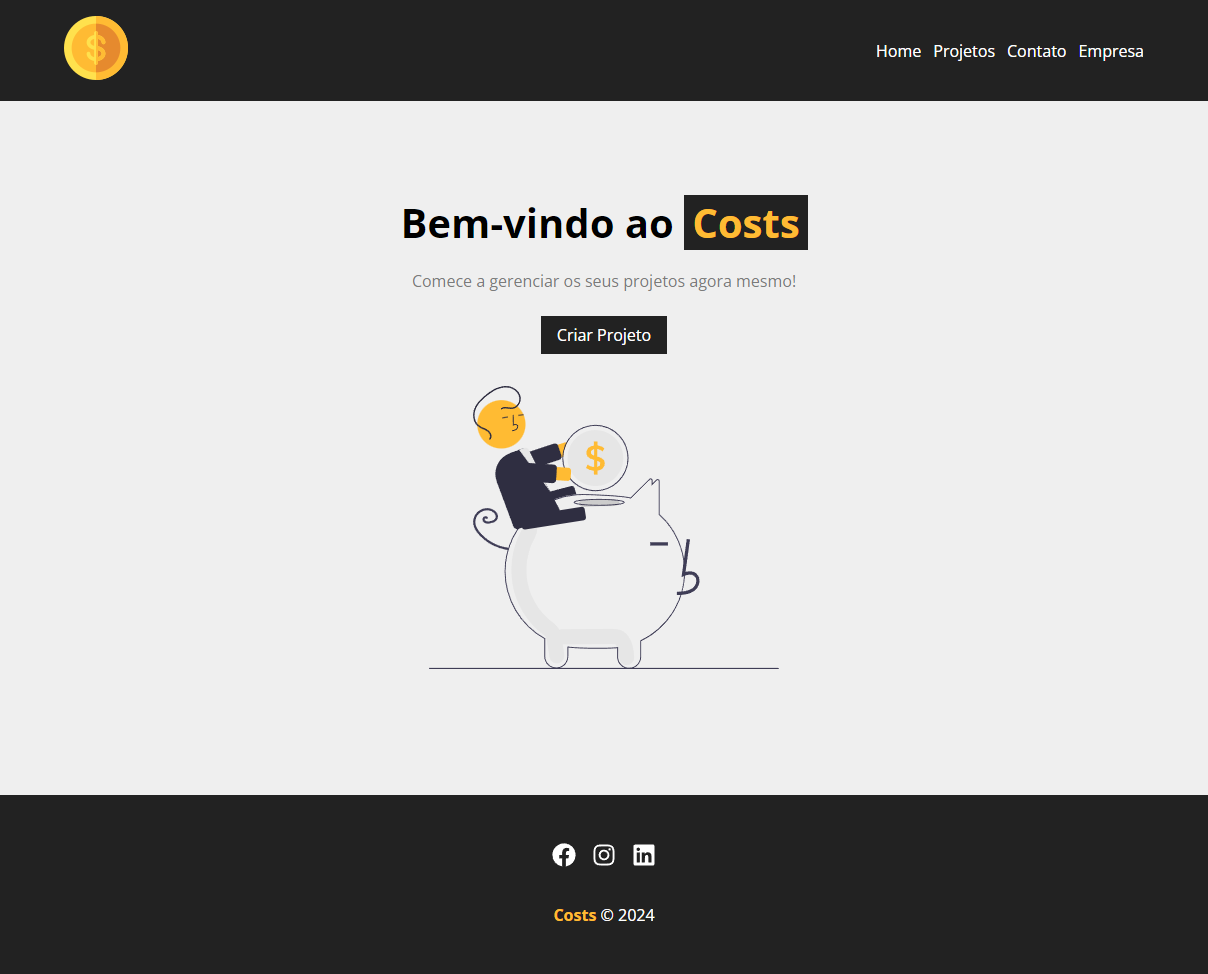 $
Home Projetos Contato Empresa
Bem-vindo ao Costs
Comece a gerenciar os seus projetos agora mesmo!
Criar Projeto
$
Costs © 2024